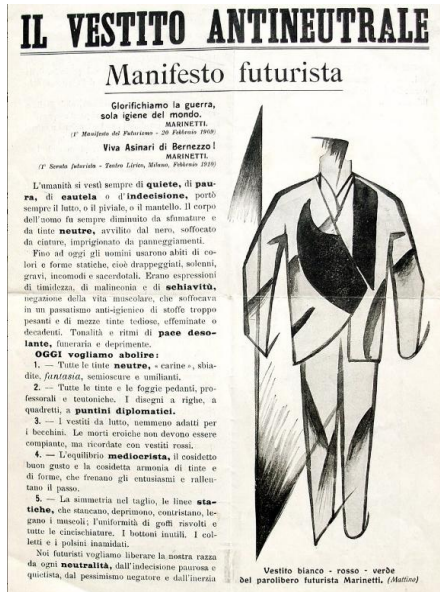 IL VESTITO ANTINEUTRALE
Manifesto futurista
Glorifichiamo la guerra,
sola igiene del mondo.
MARINETTI.
(1º Manifesto del Futurismo - 20 Febbraio 1909)
Viva Asinari di Bernezzo!
MARINETTI.
(1ª Serata futurista - Teatro Lirico, Milano, Febbraio 1910)
L'umanità si vestì sempre di quiete, di pau-
ra, di cautela o d'indecisione, portò
sempre il lutto, o il piviale, o il mantello. Il corpo
dell'uomo fu sempre diminuito da sfumature e
da tinte neutre, avvilito dal nero, soffocato
da cinture, imprigionato da panneggiamenti.
Fino ad oggi gli uomini usarono abiti di co-
lori e forme statiche, cioè drappeggiati, solenni,
gravi, incomodi e sacerdotali. Erano espressioni
di timidezza, di malinconia e di schiavitù,
negazione della vita muscolare, che soffocava
in un passatismo anti-igienico di stoffe troppo
pesanti e di mezze tinte tediose, effeminate o
decadenti. Tonalità e ritmi di pace deso-
lante, funeraria e deprimente.
OGGI vogliamo abolire:
1. — Tutte le tinte neutre, « carine », sbia-
dite, fantasia, semioscure e umilianti.
2. — Tutte le tinte e le foggie pedanti, pro-
fessorali e teutoniche. I disegni a righe, a
quadretti, a puntini diplomatici.
3. — I vestiti da lutto, nemmeno adatti per
i becchini. Le morti eroiche non devono essere
compiante, ma ricordate con vestiti rossi.
4. — L'equilibrio mediocrista, il cosidetto
buon gusto e la cosidetta armonia di tinte e
di forme, che frenano gli entusiasmi e rallen-
tano il passo.
5. — La simmetria nel taglio, le linee sta-
tiche, che stancano, deprimono, contristano, le-
gano i muscoli; l'uniformità di goffi risvolti e
tutte le cincischiature. I bottoni inutili. I col-
letti e i polsini inamidati.
Noi futuristi vogliamo liberare la nostra razza
da ogni neutralità, dall'indecisione paurosa e
quietista, dal pessimismo negatore e dall'inerzia
Vestito bianco - rosso - verde
del parolibero futurista Marinetti. (Mattino)